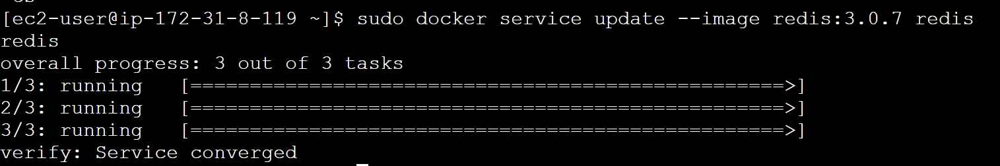 [ec2-user@ip-172-31-8-119 ~]$ sudo docker service update --image redis:3.0.7 redis
redis
overall progress: 3 out of 3 tasks
1/3: running   [==================================================>]
2/3: running   [==================================================>]
3/3: running   [==================================================>]
verify: Service converged